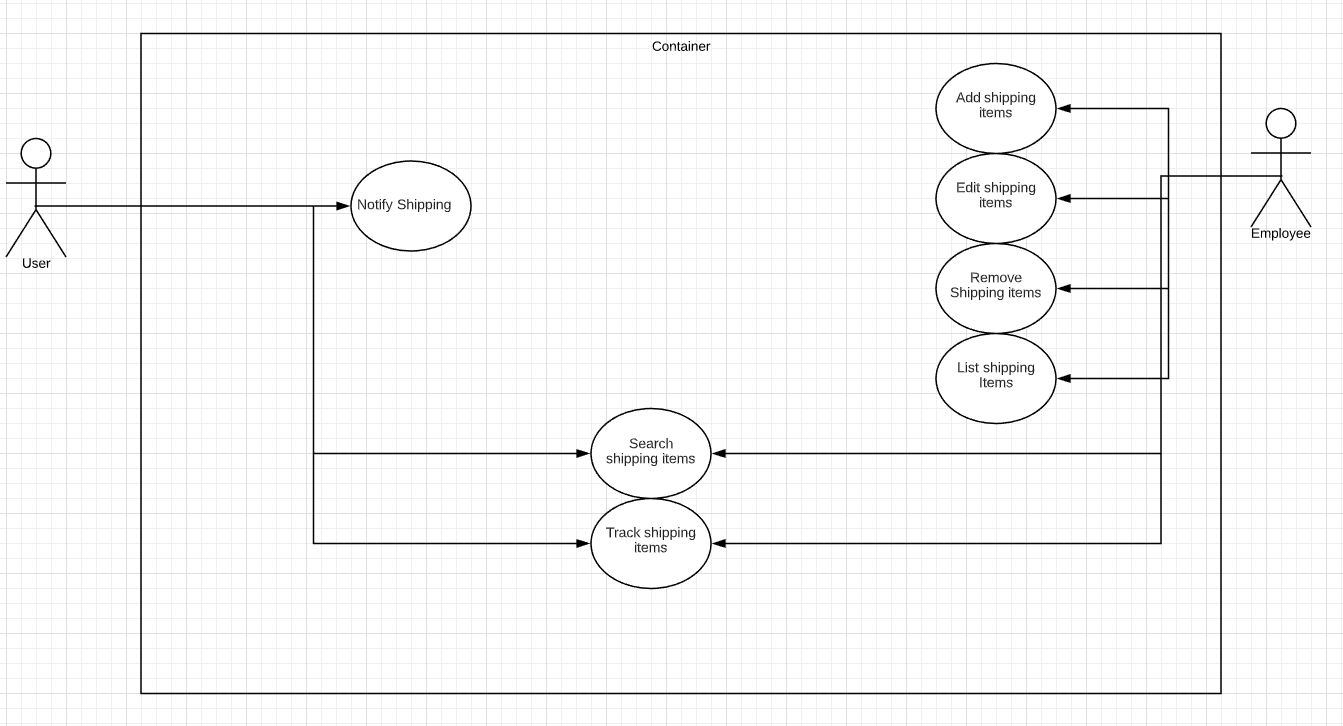 Container
Add shipping
items
Edit shipping
items
Notify Shipping
Employee
User
Remove
Shipping items
List shipping
Items
Search
shipping items
Track shipping
items